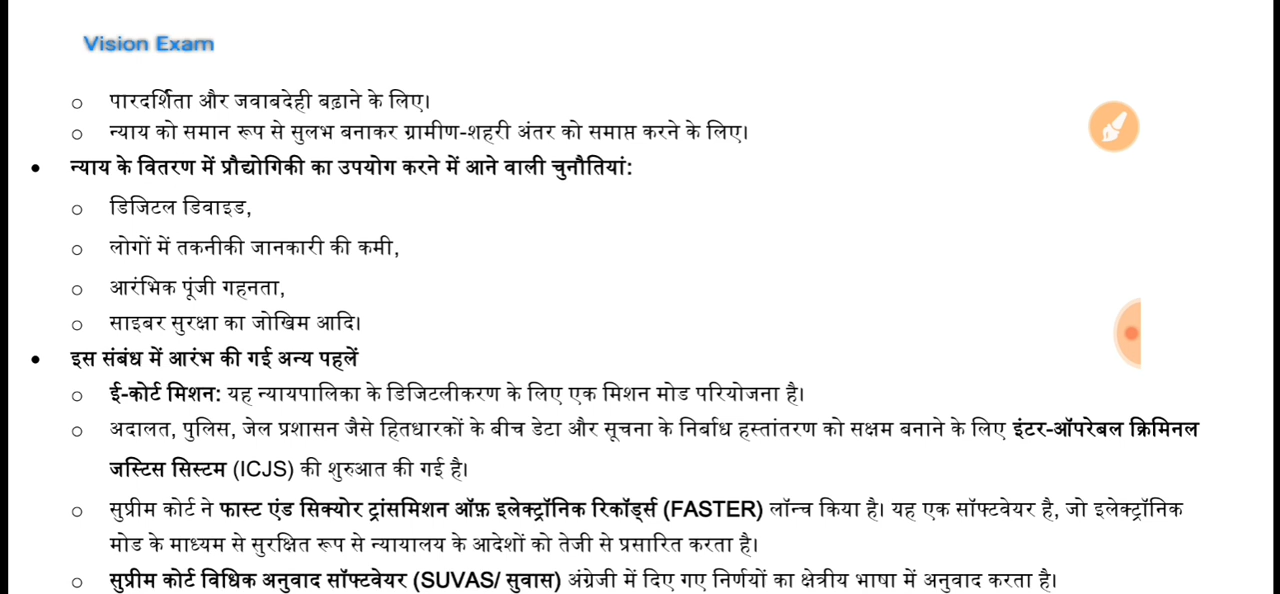 Vision Exam
○ पारदर्शिता और जवाबदेही बढ़ाने के लिए।
○ न्याय को समान रूप से सुलभ बनाकर ग्रामीण-शहरी अंतर को समाप्त करने के लिए।
• न्याय के वितरण में प्रौद्योगिकी का उपयोग करने में आने वाली चुनौतियां:
○ डिजिटल डिवाइड,
○ लोगों में तकनीकी जानकारी की कमी,
○ आरंभिक पूंजी गहनता,
○ साइबर सुरक्षा का जोखिम आदि।
• इस संबंध में आरंभ की गई अन्य पहलें
○ ई-कोर्ट मिशन: यह न्यायपालिका के डिजिटलीकरण के लिए एक मिशन मोड परियोजना है।
○ अदालत, पुलिस, जेल प्रशासन जैसे हितधारकों के बीच डेटा और सूचना के निर्बाध हस्तांतरण को सक्षम बनाने के लिए इंटर-ऑपरेबल क्रिमिनल
जस्टिस सिस्टम (ICJS) की शुरुआत की गई है।
○ सुप्रीम कोर्ट ने फास्ट एंड सिक्योर ट्रांसमिशन ऑफ़ इलेक्ट्रॉनिक रिकॉर्ड्स (FASTER) लॉन्च किया है। यह एक सॉफ्टवेयर है, जो इलेक्ट्रॉनिक
मोड के माध्यम से सुरक्षित रूप से न्यायालय के आदेशों को तेजी से प्रसारित करता है।
○ सुप्रीम कोर्ट विधिक अनुवाद सॉफ्टवेयर (SUVAS/ सुवास) अंग्रेजी में दिए गए निर्णयों का क्षेत्रीय भाषा में अनुवाद करता है।